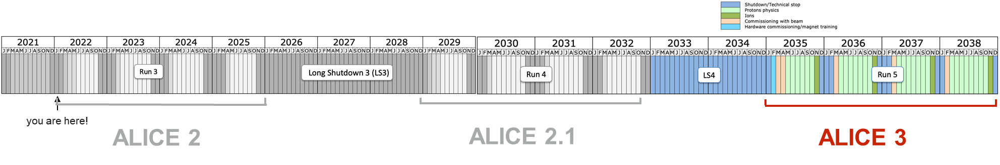 Shutdown/Technical stop
Protons physics
Ions
Commissioning with beam
Hardware commissioning/magnet training
2021 2022 2023 2024 2025 2026 2027 2028 2029 2030 2031 2032 2033 2034 2035 2036 2037 2038
J F M A M J J A S O N D J F M A M J J A S O N D J F M A M J J A S O N D J F M A M J J A S O N D J F M A M J J A S O N D J F M A M J J A S O N D J F M A M J J A S O N D J F M A M J J A S O N D J F M A M J J A S O N D J F M A M J J A S O N D J F M A M J J A S O N D J F M A M J J A S O N D J F M A M J J A S O N D J F M A M J J A S O N D J F M A M J J A S O N D J F M A M J J A S O N D J F M A M J J A S O N D J F M A M J J A S O N D
Run 3 Long Shutdown 3 (LS3) Run 4 LS4 Run 5
you are here!
ALICE 2 ALICE 2.1 ALICE 3